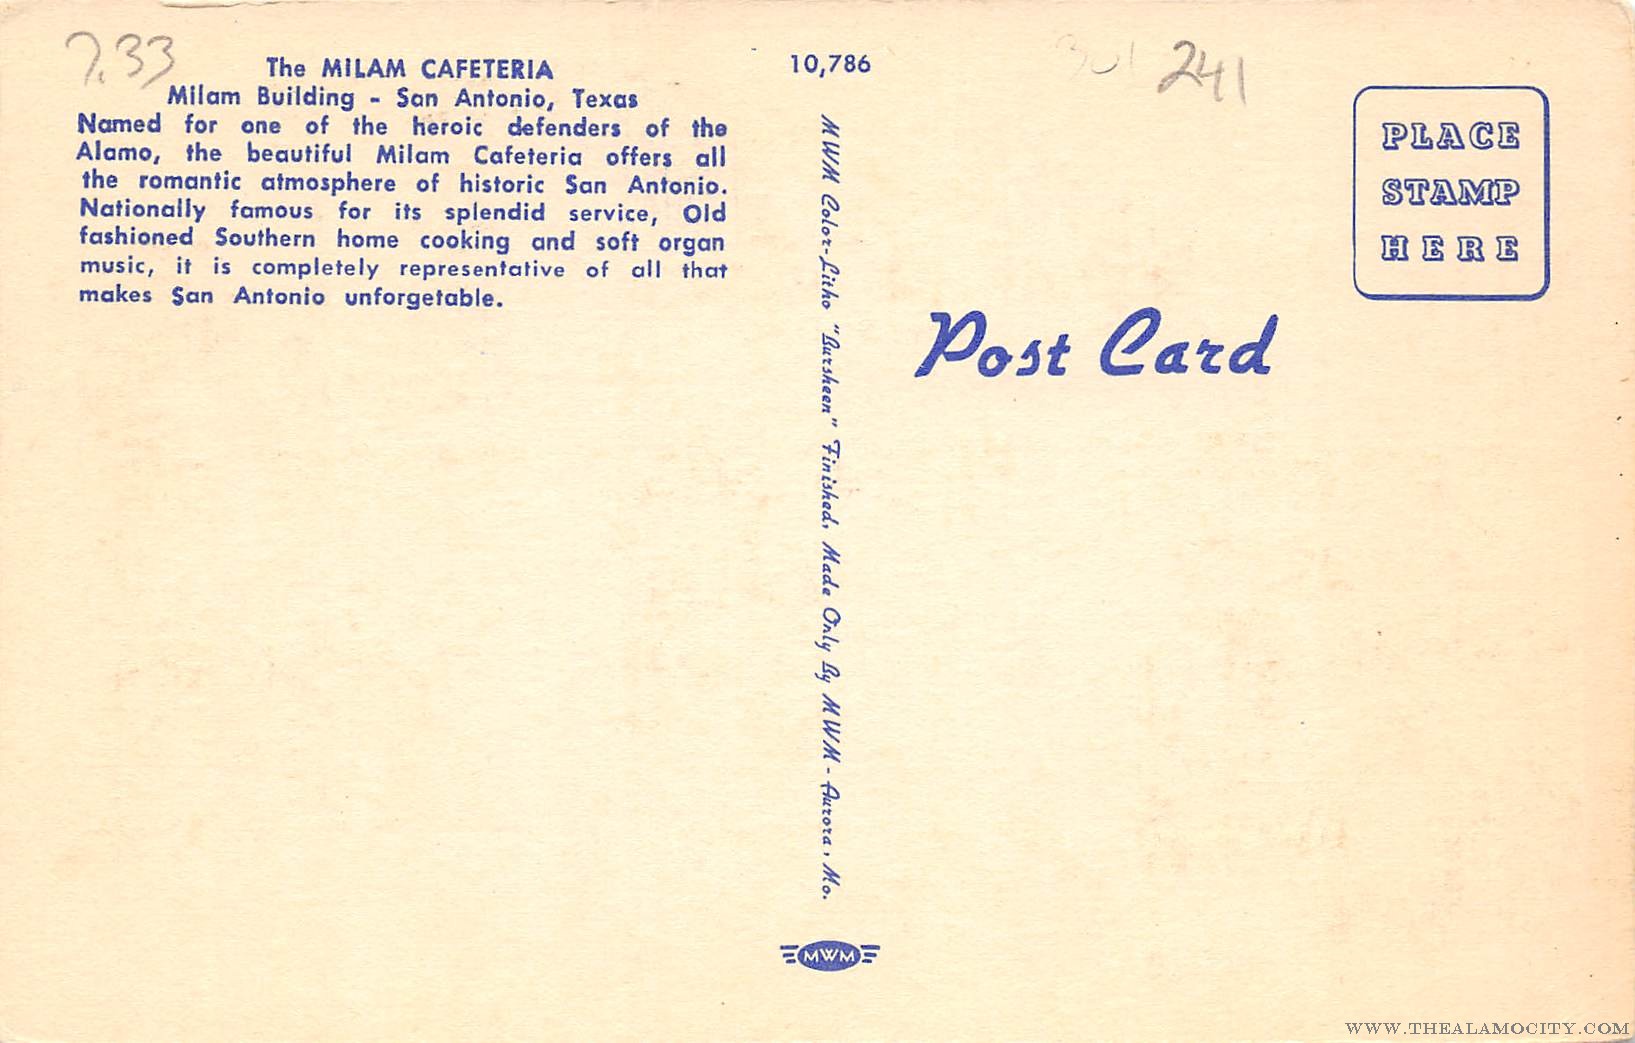 7.33
The MILAM CAFETERIA
Milam Building - San Antonio, Texas
Named for one of the heroic defenders of the
Alamo, the beautiful Milam Cafeteria offers all
the romantic atmosphere of historic San Antonio.
Nationally famous for its splendid service, Old
fashioned Southern home cooking and soft organ
music, it is completely representative of all that
makes San Antonio unforgetable.
10,786
MWM Color-Litho "Bursheen" Finished, Made Only By MWM - Aurora, Mo.
MWM
241
PLACE
STAMP
HERE
Post Card
WWW.THEALAMOCITY.COM